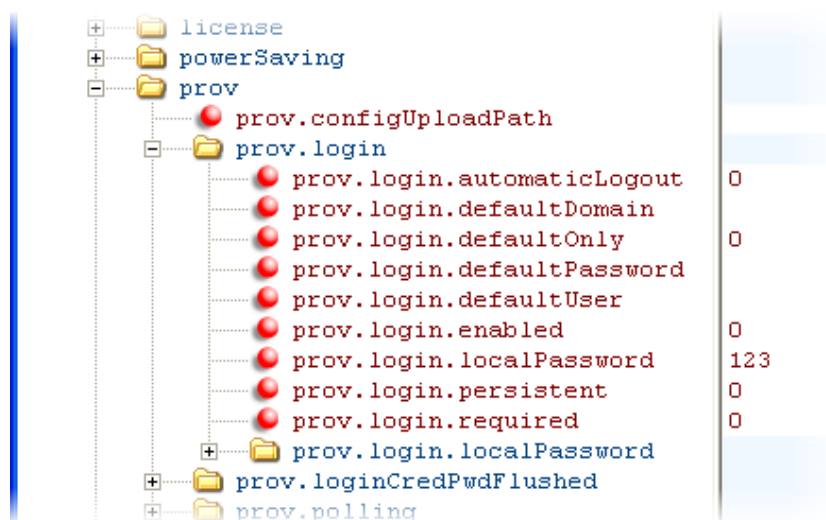 license
powerSaving
prov
prov.configUploadPath
prov.login
prov.login.automaticLogout 0
prov.login.defaultDomain
prov.login.defaultOnly 0
prov.login.defaultPassword
prov.login.defaultUser
prov.login.enabled 0
prov.login.localPassword 123
prov.login.persistent 0
prov.login.required 0
prov.login.localPassword
prov.loginCredPwdFlushed
prov.polling